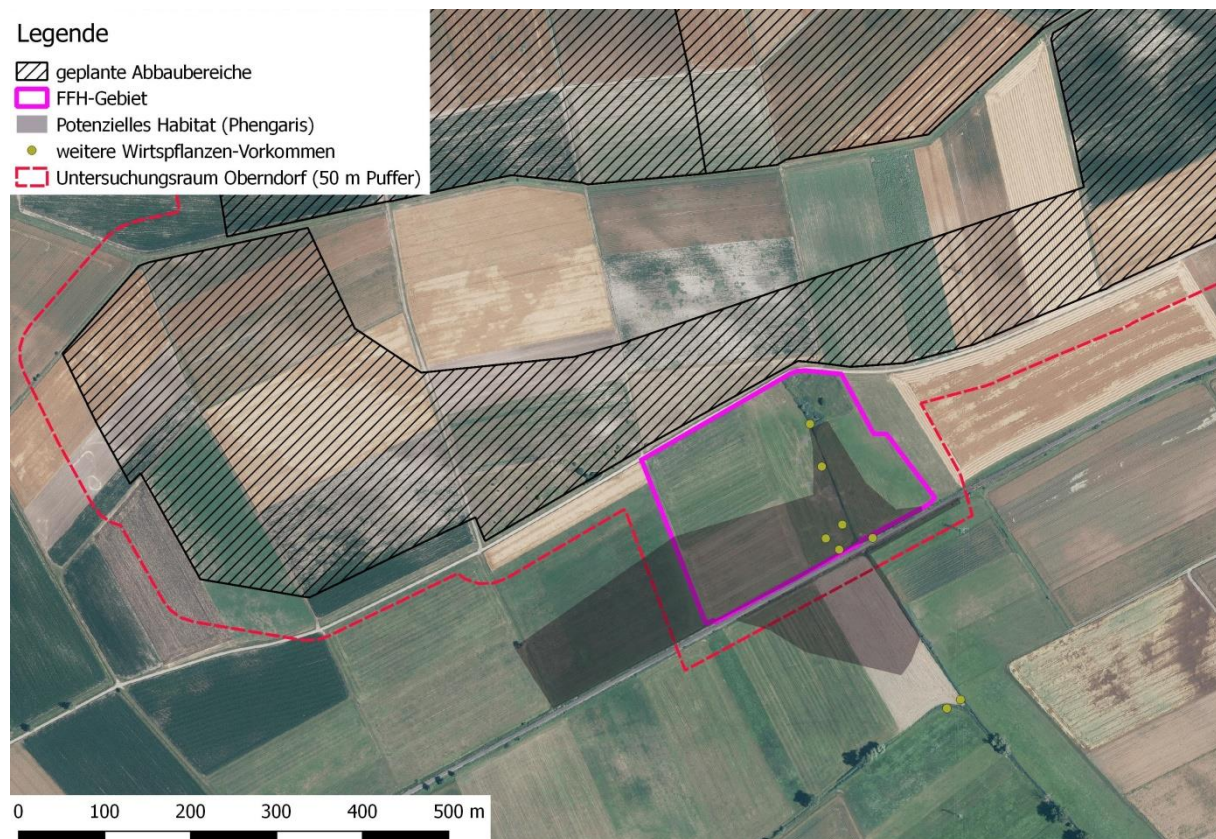 Legende
geplante Abbaubereiche
FFH-Gebiet
Potenzielles Habitat (Phengaris)
weitere Wirtspflanzen-Vorkommen
Untersuchungsraum Oberndorf (50 m Puffer)
0 100 200 300 400 500 m